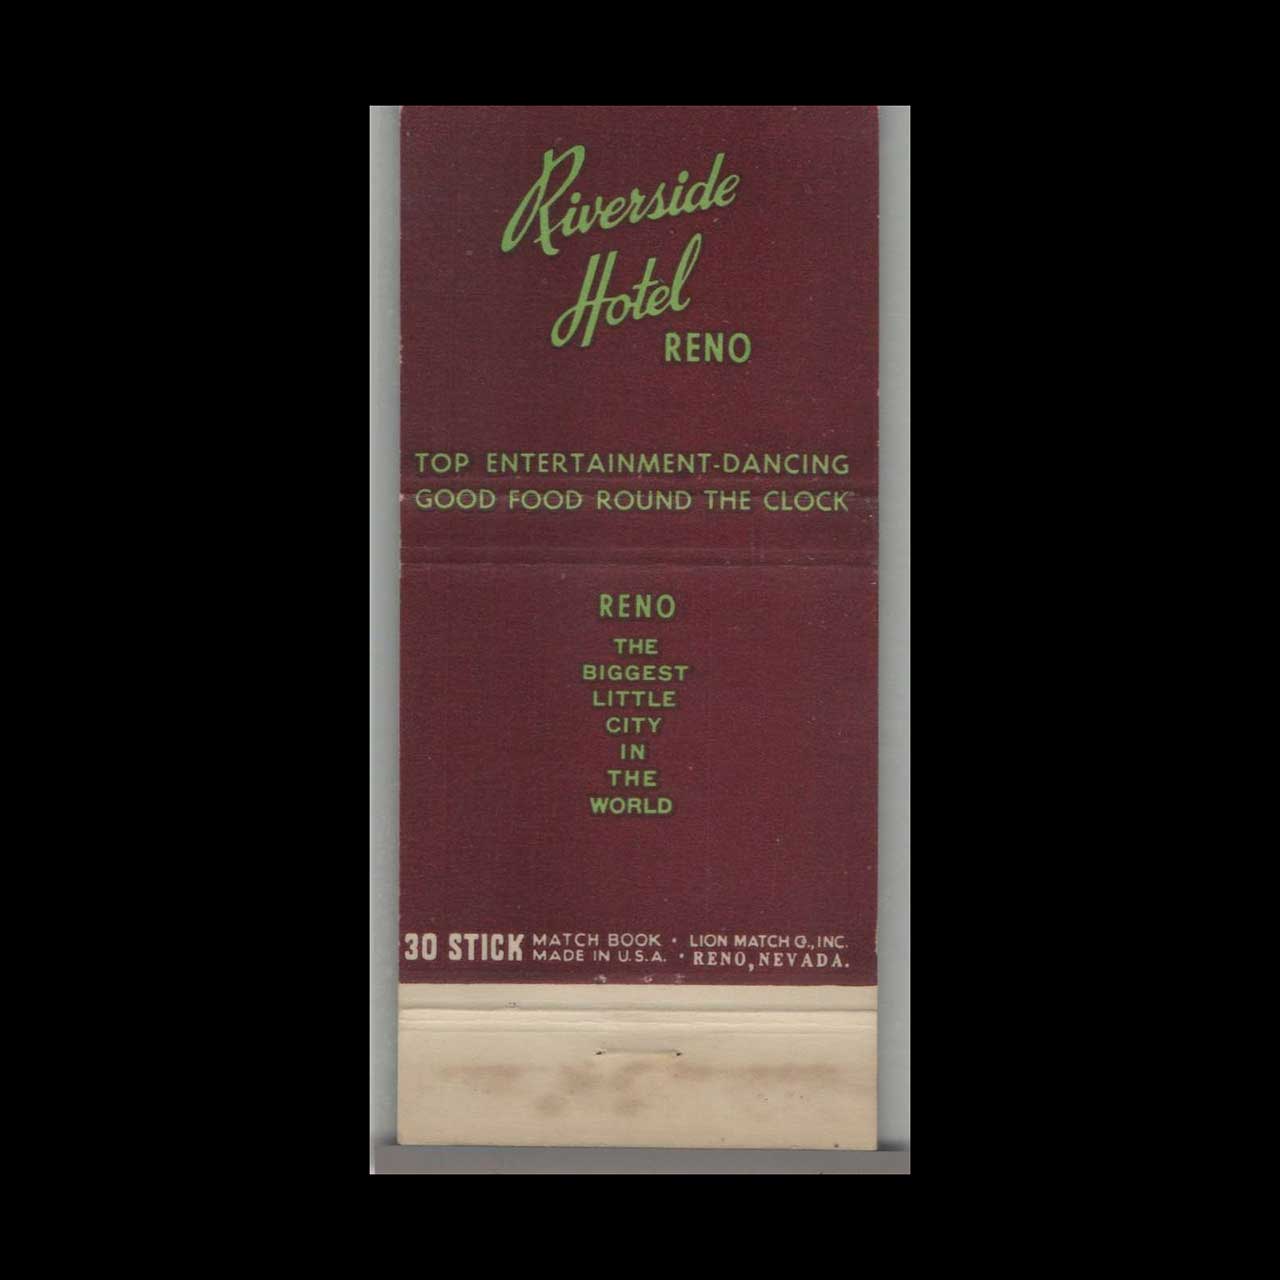 Riverside
Hotel
RENO
TOP ENTERTAINMENT-DANCING
GOOD FOOD ROUND THE CLOCK
RENO
THE
BIGGEST
LITTLE
CITY
IN
THE
WORLD
30 STICK MATCH BOOK • LION MATCH CO., INC.
MADE IN U.S.A. • RENO, NEVADA.